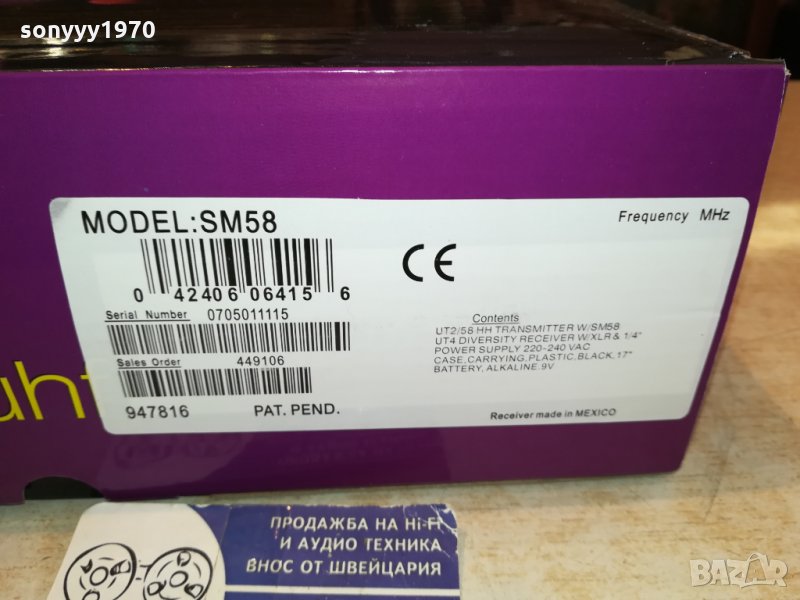 sonyyy1970
MODEL:SM58
Frequency MHz
0 42406 06415 6
CE
Serial Number 0705011115
Sales Order 449106
947816 PAT. PEND.
Contents
UT2/58 HH TRANSMITTER W/SM58
UT4 DIVERSITY RECEIVER W/XLR & 1/4"
POWER SUPPLY 220-240 VAC
CASE,CARRYING,PLASTIC,BLACK,17"
BATTERY, ALKALINE,9V
Receiver made in MEXICO
uhf
ПРОДАЖБА НА Hi-Fi
И АУДИО ТЕХНИКА
ВНОС ОТ ШВЕЙЦАРИЯ
BAZAR